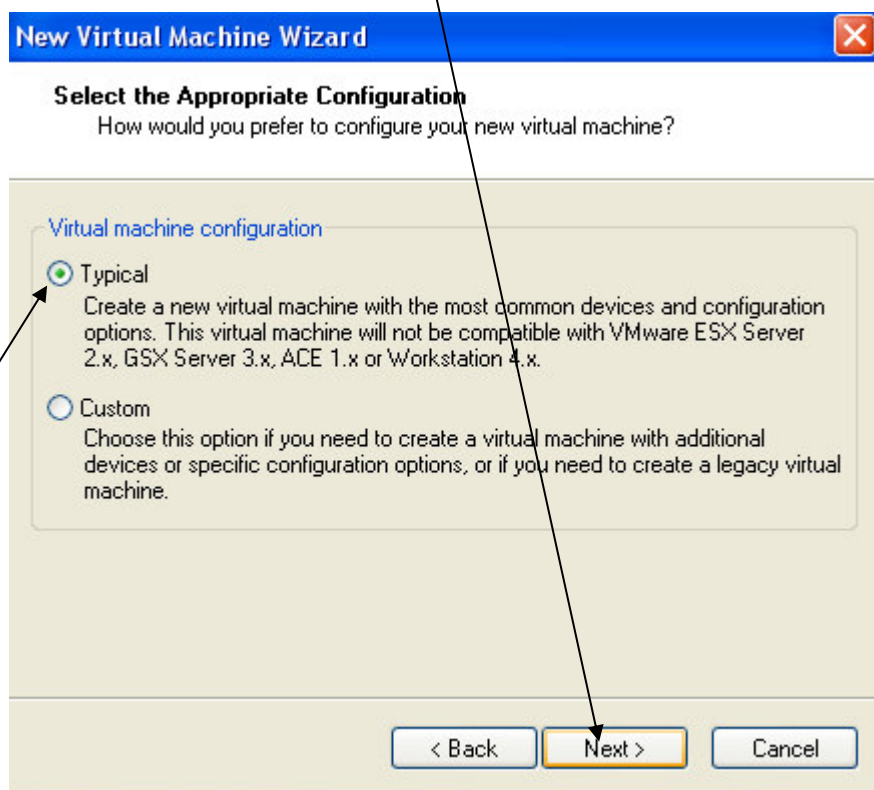 New Virtual Machine Wizard
Select the Appropriate Configuration
How would you prefer to configure your new virtual machine?
Virtual machine configuration
Typical
Create a new virtual machine with the most common devices and configuration
options. This virtual machine will not be compatible with VMware ESX Server
2.x, GSX Server 3.x, ACE 1.x or Workstation 4.x.
Custom
Choose this option if you need to create a virtual machine with additional
devices or specific configuration options, or if you need to create a legacy virtual
machine.
< Back Next > Cancel